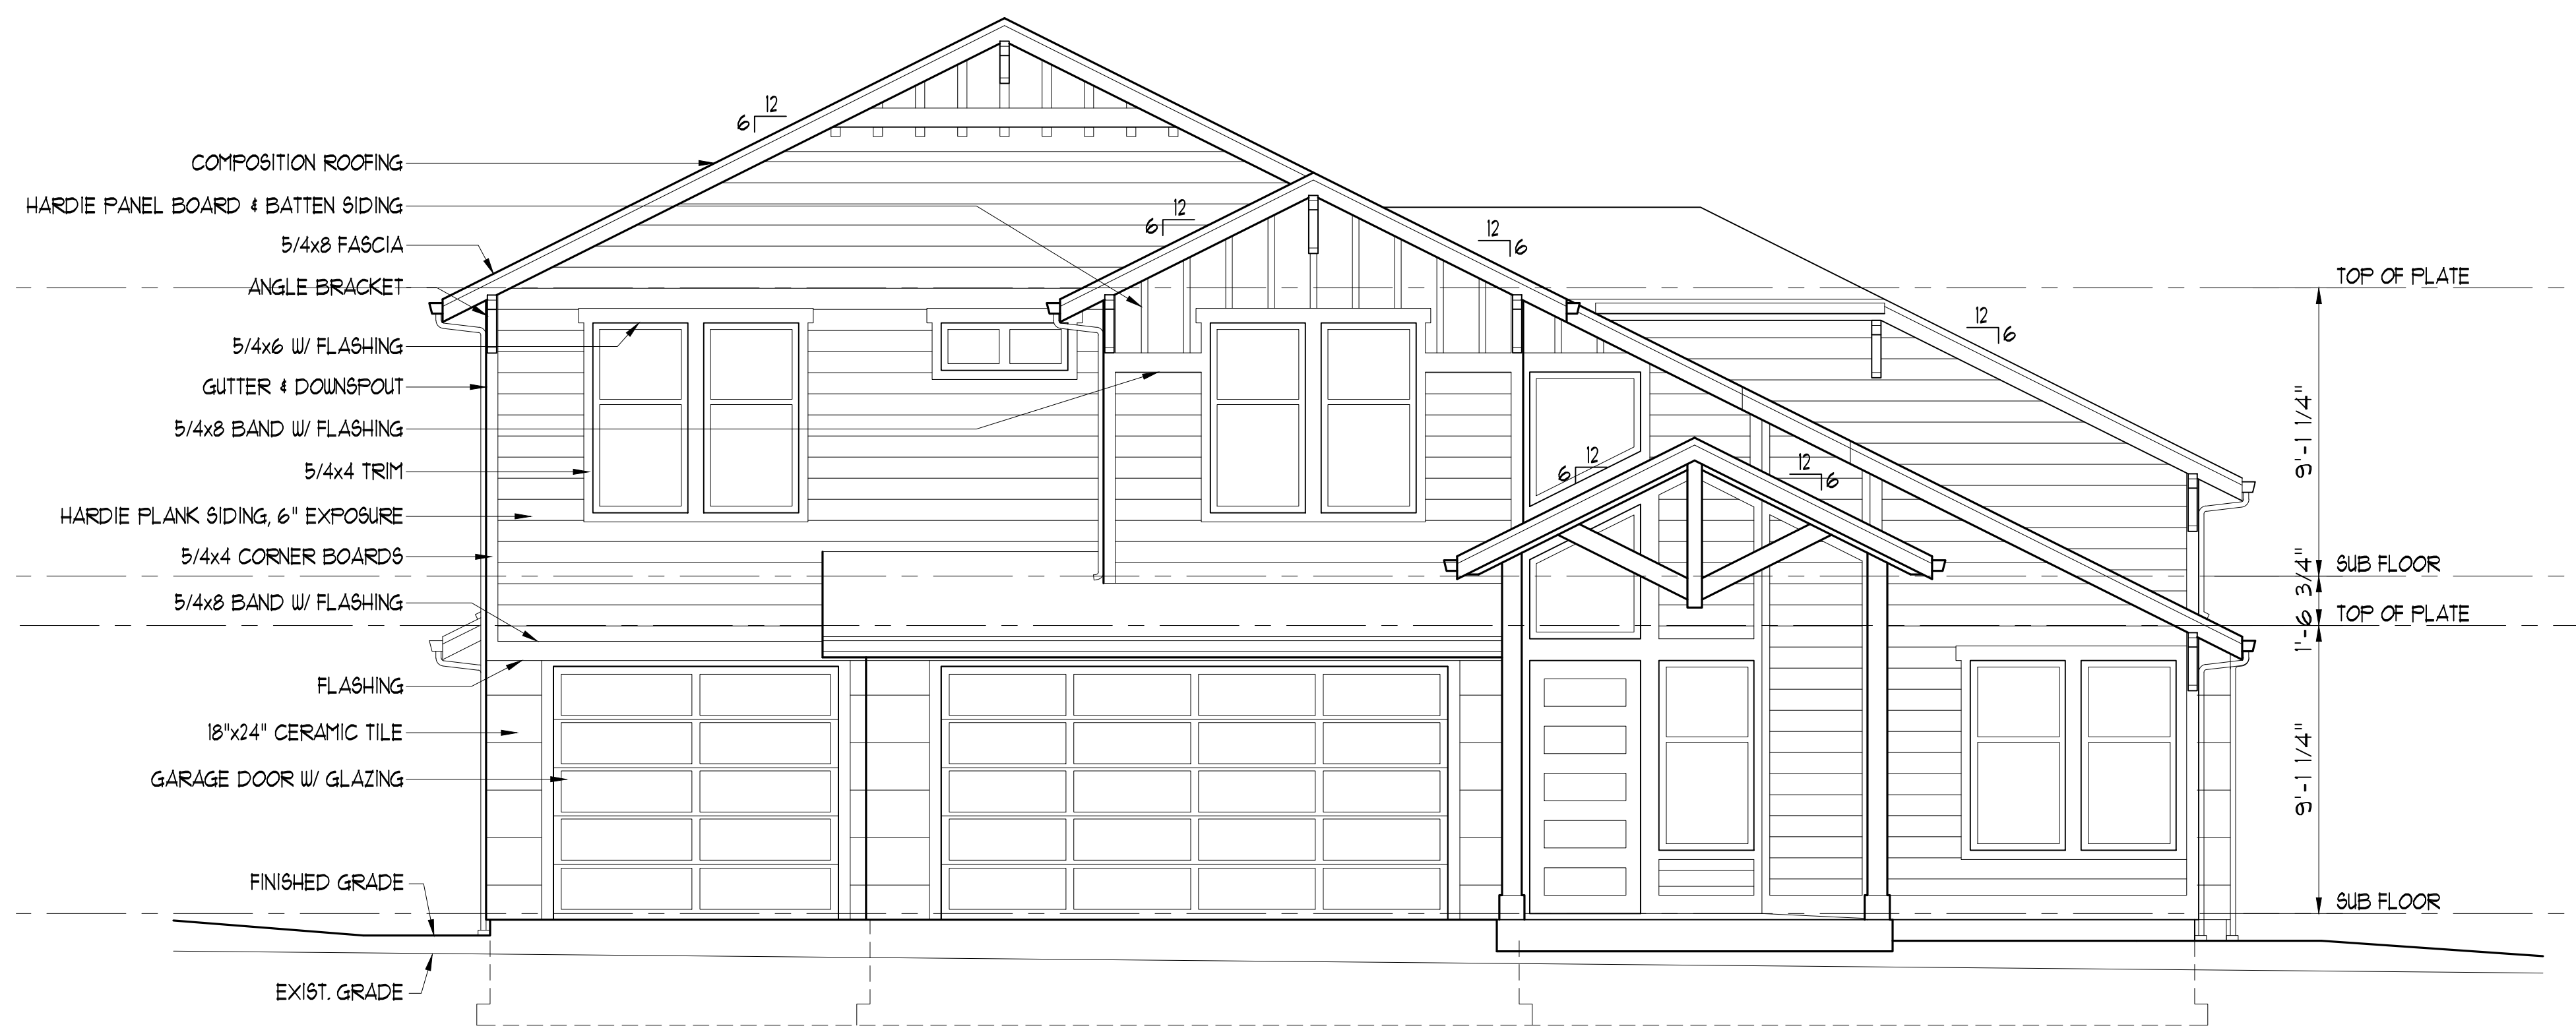 12
6
COMPOSITION ROOFING
HARDIE PANEL BOARD & BATTEN SIDING
12
6
12
6
5/4x8 FASCIA
ANGLE BRACKET
TOP OF PLATE
12
6
5/4x6 W/ FLASHING
GUTTER & DOWNSPOUT
5/4x8 BAND W/ FLASHING
9'-1 1/4"
5/4x4 TRIM
12
6
12
6
HARDIE PLANK SIDING, 6" EXPOSURE
5/4x4 CORNER BOARDS
SUB FLOOR
1'-6 3/4"
5/4x8 BAND W/ FLASHING
TOP OF PLATE
FLASHING
18"x24" CERAMIC TILE
GARAGE DOOR W/ GLAZING
9'-1 1/4"
FINISHED GRADE
SUB FLOOR
EXIST. GRADE